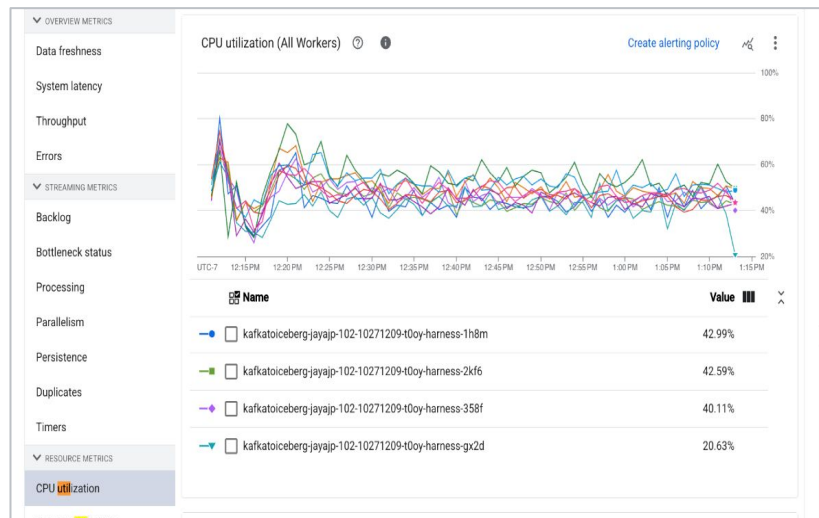 OVERVIEW METRICS
Data freshness
System latency
Throughput
Errors
STREAMING METRICS
Backlog
Bottleneck status
Processing
Parallelism
Persistence
Duplicates
Timers
RESOURCE METRICS
CPU utilization
CPU utilization (All Workers)
Create alerting policy
100%
80%
60%
40%
20%
UTC-7 12:15 PM 12:20 PM 12:25 PM 12:30 PM 12:35 PM 12:40 PM 12:45 PM 12:50 PM 12:55 PM 1:00 PM 1:05 PM 1:10 PM 1:15 PM
Name Value
kafkatoiceberg-jayajp-102-10271209-t0oy-harness-1h8m 42.99%
kafkatoiceberg-jayajp-102-10271209-t0oy-harness-2kf6 42.59%
kafkatoiceberg-jayajp-102-10271209-t0oy-harness-358f 40.11%
kafkatoiceberg-jayajp-102-10271209-t0oy-harness-gx2d 20.63%